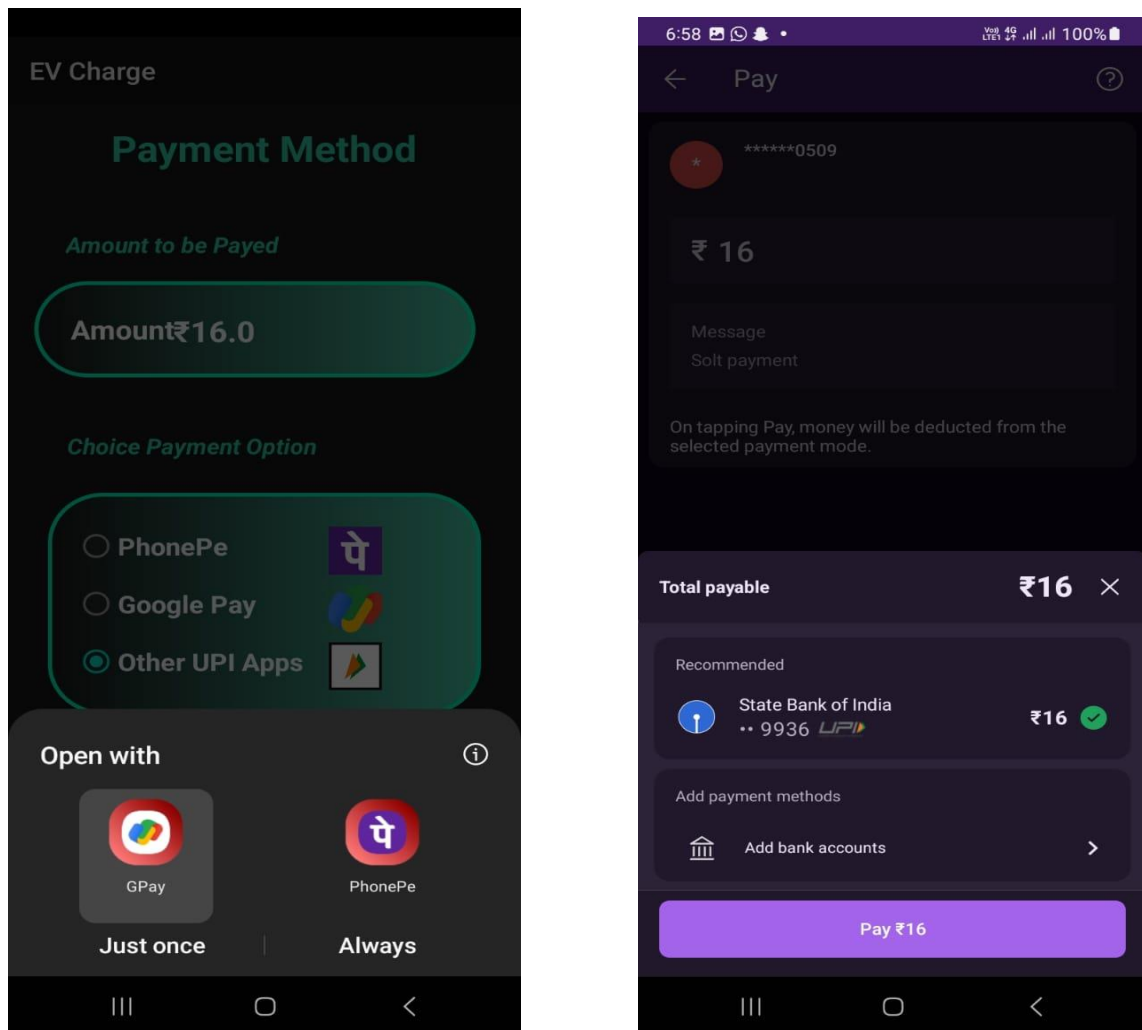 EV Charge
Payment Method
Amount to be Payed
Amount₹16.0
Choice Payment Option
PhonePe
पे
Google Pay
Other UPI Apps
Open with
GPay
पे
PhonePe
Just once
Always
6:58
VoLTE1 4G 100%
Pay
*
******0509
₹ 16
Message
Solt payment
On tapping Pay, money will be deducted from the
selected payment mode.
Total payable
₹16
Recommended
State Bank of India
•• 9936 UPI
₹16
Add payment methods
Add bank accounts
Pay ₹16